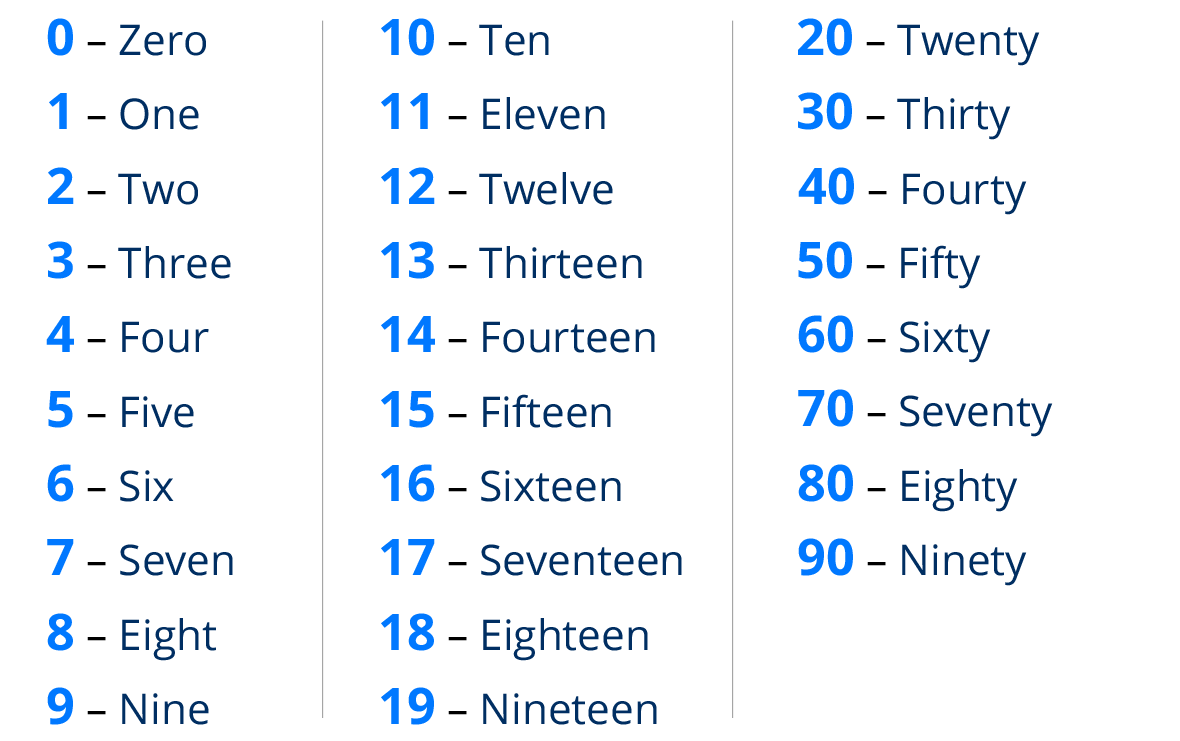 0 – Zero
1 – One
2 – Two
3 – Three
4 – Four
5 – Five
6 – Six
7 – Seven
8 – Eight
9 – Nine
10 – Ten
11 – Eleven
12 – Twelve
13 – Thirteen
14 – Fourteen
15 – Fifteen
16 – Sixteen
17 – Seventeen
18 – Eighteen
19 – Nineteen
20 – Twenty
30 – Thirty
40 – Fourty
50 – Fifty
60 – Sixty
70 – Seventy
80 – Eighty
90 – Ninety